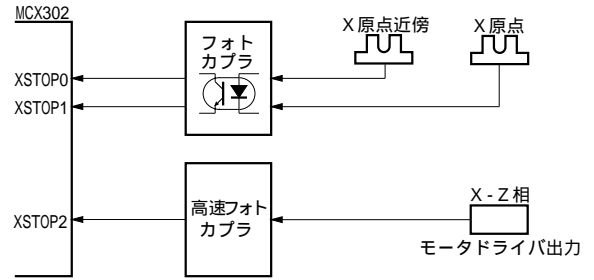 MCX302
X原点近傍
X原点
フォト
カプラ
XSTOP0
XSTOP1
高速フォト
カプラ
X - Z相
XSTOP2
モータドライバ出力